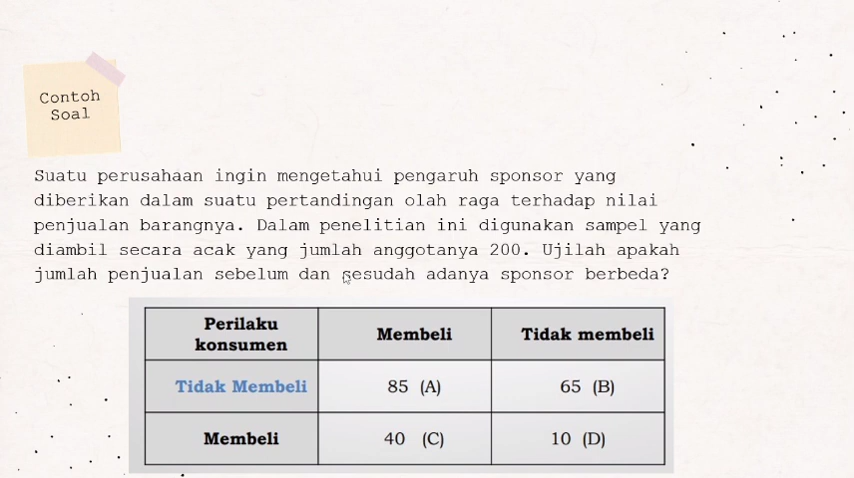 Contoh
Soal
Suatu perusahaan ingin mengetahui pengaruh sponsor yang
diberikan dalam suatu pertandingan olah raga terhadap nilai
penjualan barangnya. Dalam penelitian ini digunakan sampel yang
diambil secara acak yang jumlah anggotanya 200. Ujilah apakah
jumlah penjualan sebelum dan sesudah adanya sponsor berbeda?
Perilaku
konsumen
Membeli
Tidak membeli
Tidak Membeli
85 (A)
65 (B)
Membeli
40 (C)
10 (D)